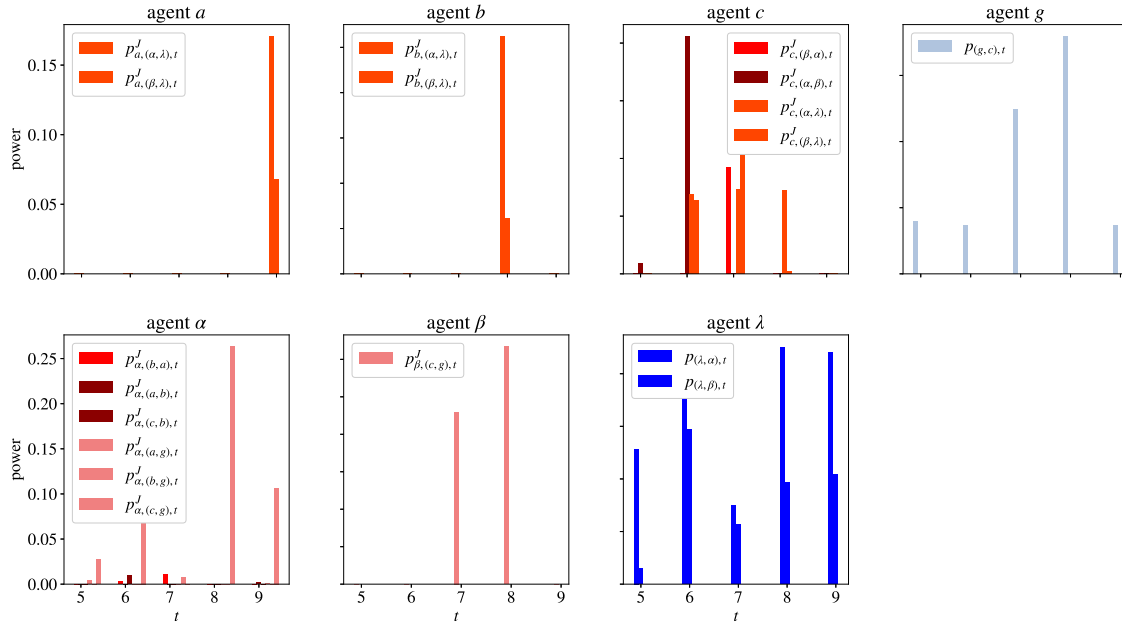 agent a
agent b
agent c
agent g
p^J_{a,(α,λ),t}
p^J_{a,(β,λ),t}
p^J_{b,(α,λ),t}
p^J_{b,(β,λ),t}
p^J_{c,(β,α),t}
p^J_{c,(α,β),t}
p^J_{c,(α,λ),t}
p^J_{c,(β,λ),t}
p_{(g,c),t}
power
0.15
0.10
0.05
0.00
agent α
agent β
agent λ
p^J_{α,(b,a),t}
p^J_{α,(a,b),t}
p^J_{α,(c,b),t}
p^J_{α,(a,g),t}
p^J_{α,(b,g),t}
p^J_{α,(c,g),t}
p^J_{β,(c,g),t}
p_{(λ,α),t}
p_{(λ,β),t}
power
0.25
0.20
0.15
0.10
0.05
0.00
5 6 7 8 9
5 6 7 8 9
5 6 7 8 9
t
t
t